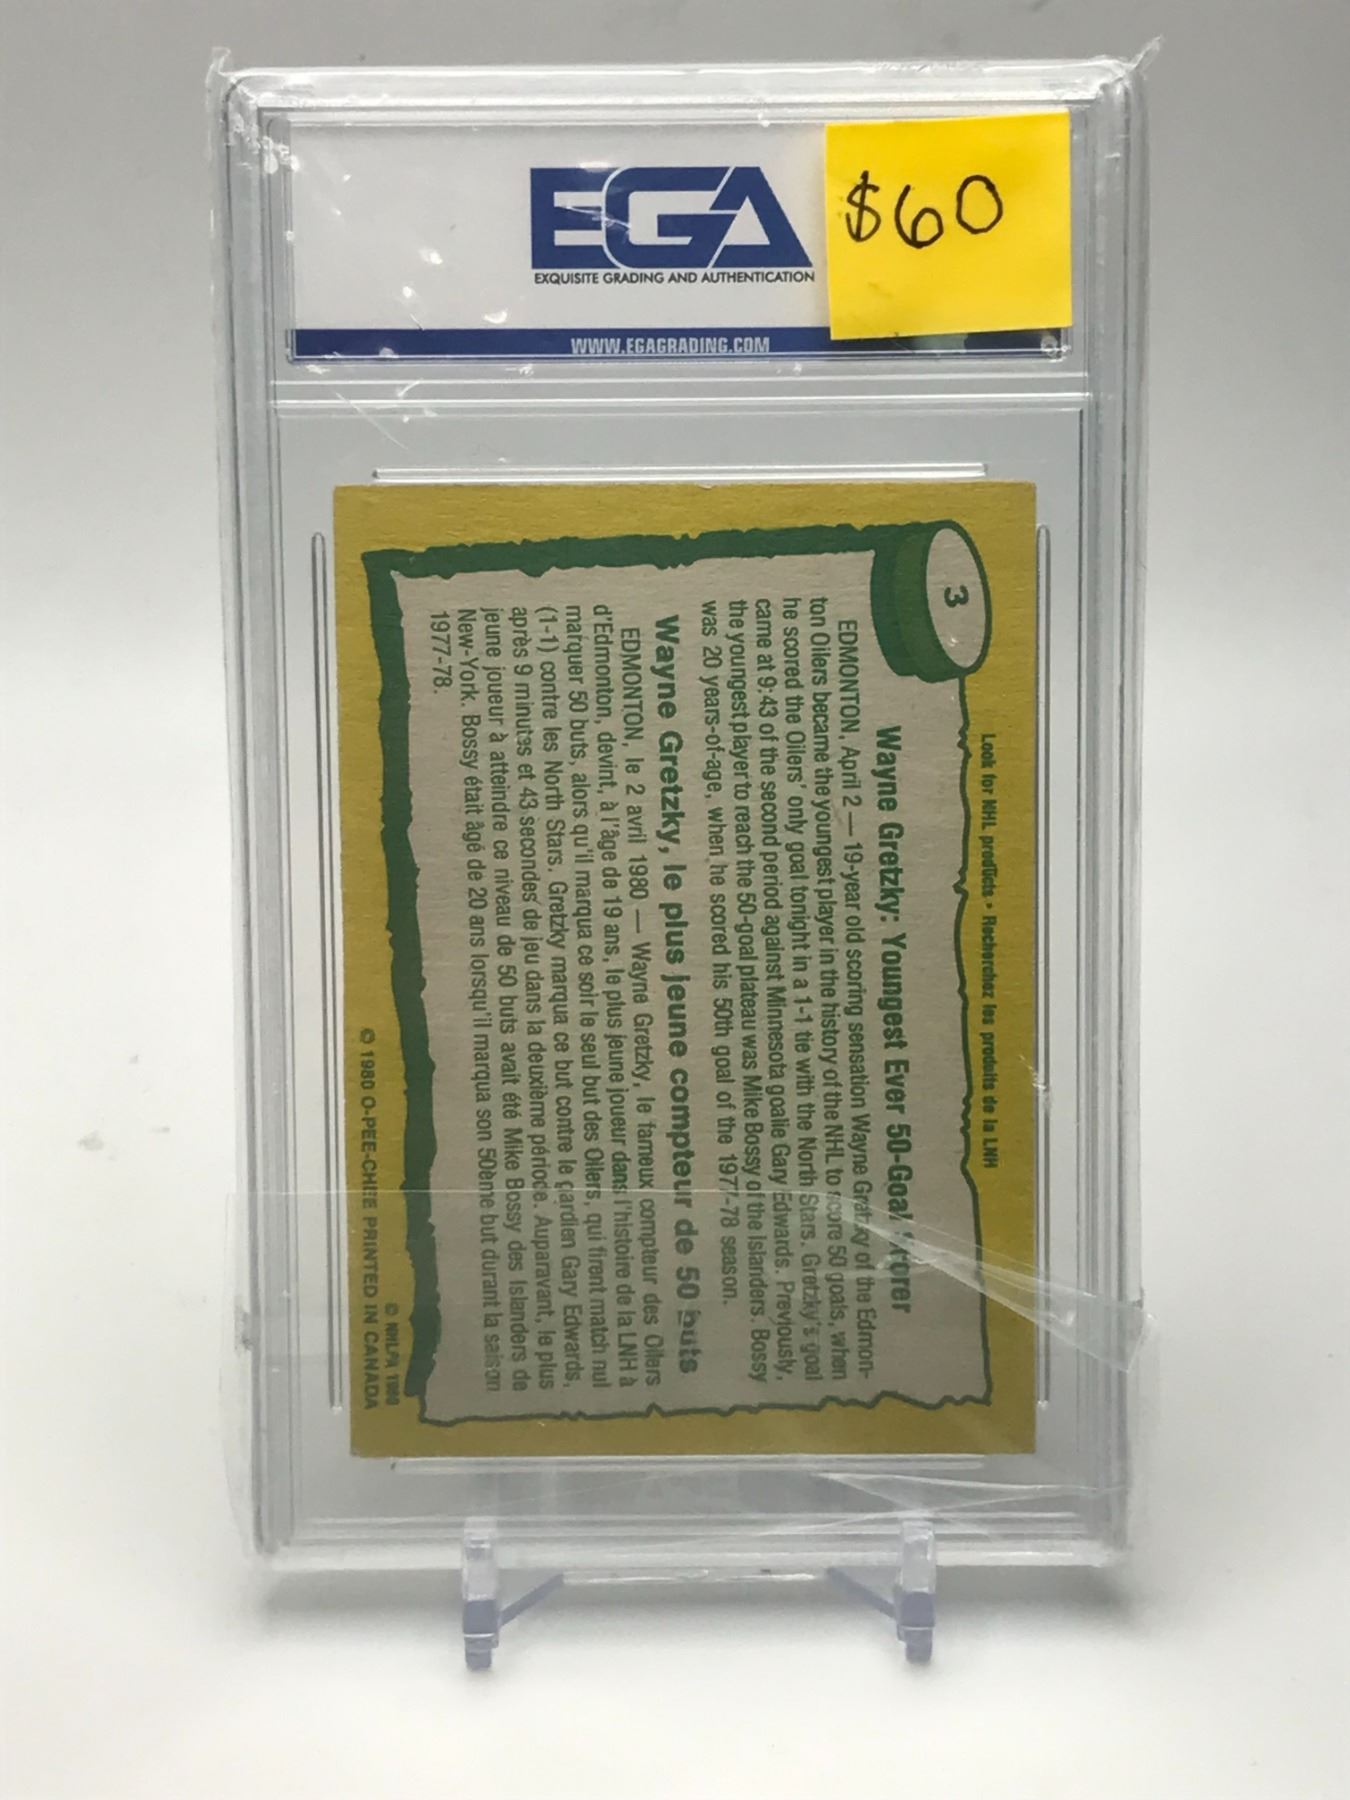 EGA
EXQUISITE GRADING AND AUTHENTICATION
$60
WWW.EGAGRADING.COM
3
Look for NHL products • Recherchez les produits de la LNH
Wayne Gretzky: Youngest Ever 50-Goal Scorer
EDMONTON, April 2 — 19-year old scoring sensation Wayne Gretzky of the Edmon-
ton Oilers became the youngest player in the history of the NHL to score 50 goals, when
he scored the Oilers' only goal tonight in a 1-1 tie with the North Stars. Gretzky's goal
came at 9:43 of the second period against Minnesota goalie Gary Edwards. Previously,
the youngest player to reach the 50-goal plateau was Mike Bossy of the Islanders. Bossy
was 20 years-of-age, when he scored his 50th goal of the 1977-78 season.
Wayne Gretzky, le plus jeune compteur de 50 buts
EDMONTON, le 2 avril 1980 — Wayne Gretzky, le fameux compteur des Oilers
d'Edmonton, devint, à l'âge de 19 ans, le plus jeune joueur dans l'histoire de la LNH à
marquer 50 buts, alors qu'il marqua ce soir le seul but des Oilers, qui firent match nul
(1-1) contre les North Stars. Gretzky marqua ce but contre le gardien Gary Edwards,
après 9 minutes et 43 secondes de jeu dans la deuxième période. Auparavant, le plus
jeune joueur à atteindre ce niveau de 50 buts avait été Mike Bossy des Islanders de
New-York. Bossy était âgé de 20 ans lorsqu'il marqua son 50ème but durant la saison
1977-78.
© NHLPA 1980
© 1980 O-PEE-CHEE PRINTED IN CANADA